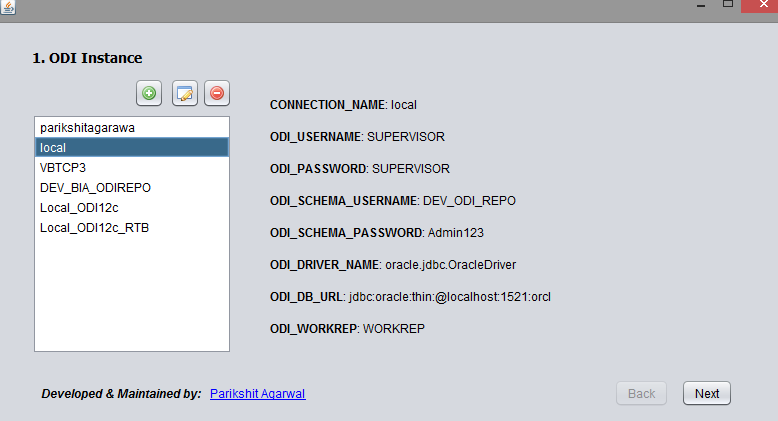 1. ODI Instance
parikshitagarawa
local
VBTCP3
DEV_BIA_ODIREPO
Local_ODI12c
Local_ODI12c_RTB
CONNECTION_NAME: local
ODI_USERNAME: SUPERVISOR
ODI_PASSWORD: SUPERVISOR
ODI_SCHEMA_USERNAME: DEV_ODI_REPO
ODI_SCHEMA_PASSWORD: Admin123
ODI_DRIVER_NAME: oracle.jdbc.OracleDriver
ODI_DB_URL: jdbc:oracle:thin:@localhost:1521:orcl
ODI_WORKREP: WORKREP
Developed & Maintained by: Parikshit Agarwal
Back
Next